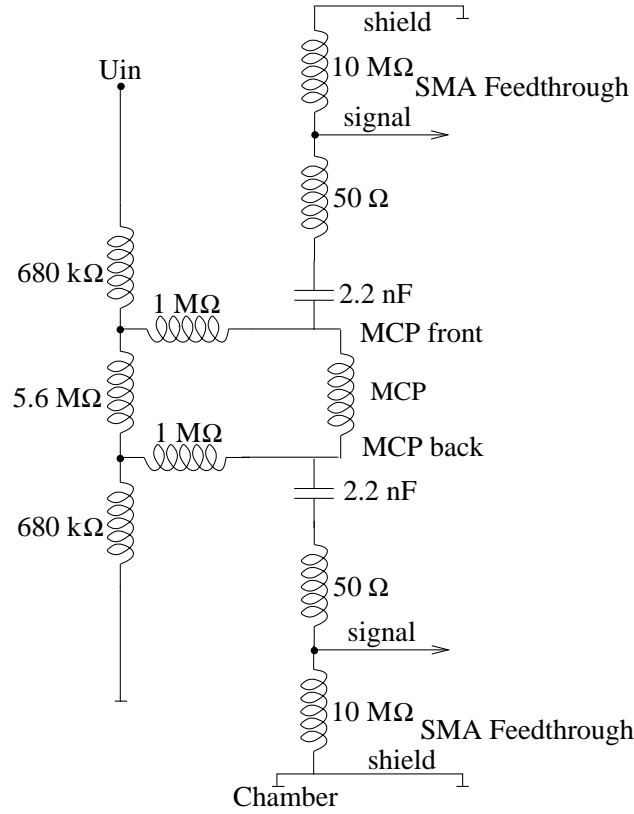 shield
Uin
10 MΩ
SMA Feedthrough
signal
50 Ω
680 kΩ
1 MΩ
2.2 nF
MCP front
5.6 MΩ
MCP
1 MΩ
MCP back
2.2 nF
680 kΩ
50 Ω
signal
10 MΩ
SMA Feedthrough
shield
Chamber